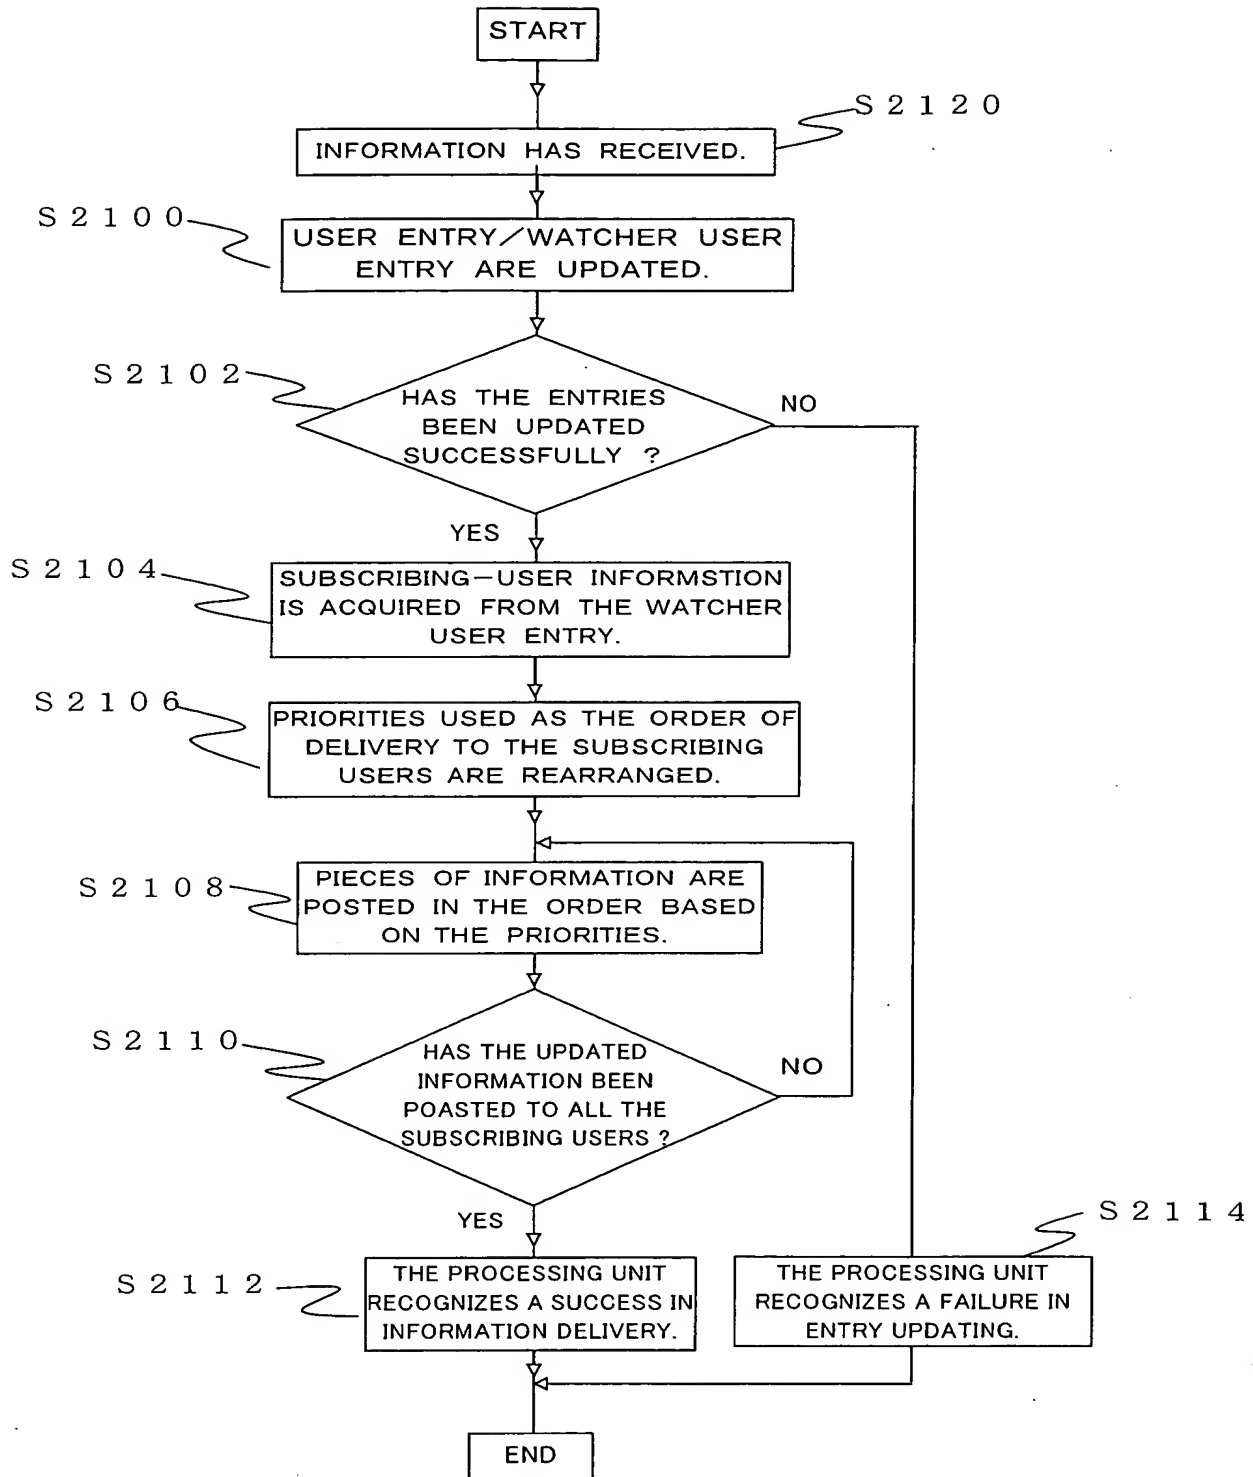 START
S2120
INFORMATION HAS RECEIVED.
S2100
USER ENTRY/WATCHER USER
ENTRY ARE UPDATED.
S2102
HAS THE ENTRIES
BEEN UPDATED
SUCCESSFULLY ?
NO
YES
S2104
SUBSCRIBING-USER INFORMSTION
IS ACQUIRED FROM THE WATCHER
USER ENTRY.
S2106
PRIORITIES USED AS THE ORDER OF
DELIVERY TO THE SUBSCRIBING
USERS ARE REARRANGED.
S2108
PIECES OF INFORMATION ARE
POSTED IN THE ORDER BASED
ON THE PRIORITIES.
S2110
HAS THE UPDATED
INFORMATION BEEN
POASTED TO ALL THE
SUBSCRIBING USERS ?
NO
YES
S2112
THE PROCESSING UNIT
RECOGNIZES A SUCCESS IN
INFORMATION DELIVERY.
S2114
THE PROCESSING UNIT
RECOGNIZES A FAILURE IN
ENTRY UPDATING.
END